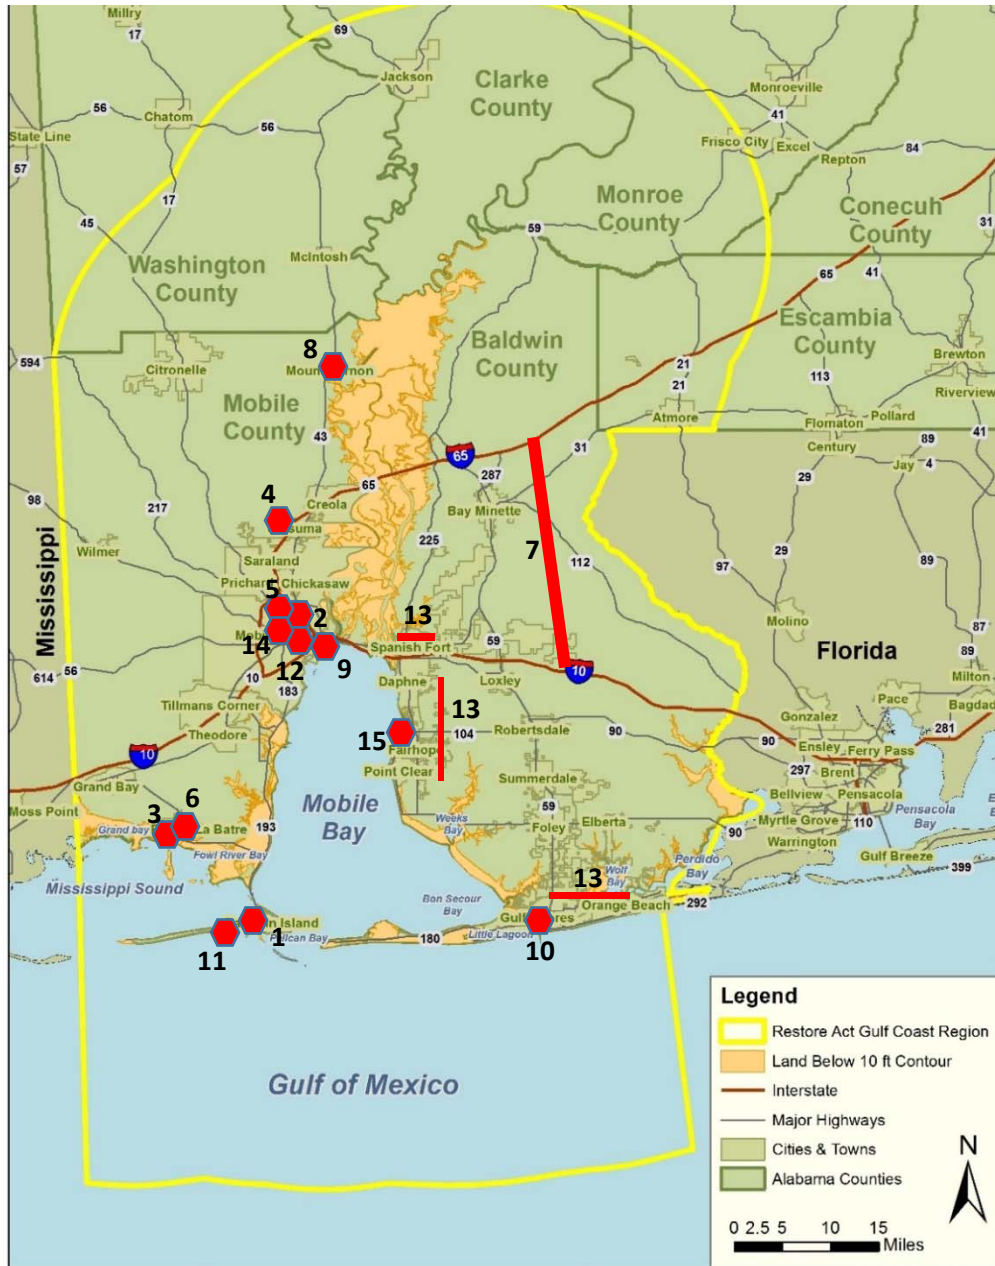 Millry
17
69
Jackson
Clarke
County
Monroeville
56
Chatom
56
41
State Line
57
Frisco City
Excel
Repton
84
17
Monroe
County
Conecuh
County
31
45
59
Washington
County
McIntosh
65
41
Escambia
County
Baldwin
County
594
8
Citronelle
21
Brewton
113
Riverview
Mobile
County
21
Atmore
Pollard
Flomaton
41
43
Century
89
65
31
Jay
4
287
98
4
65
Creola
29
217
Bay Minette
Wilmer
225
7
112
Saraland
29
89
Mississippi
Prichard
Chickasaw
97
5
2
Molino
13
87
14
59
Spanish Fort
Florida
12
9
89
614
56
10
10
56
Milton
Daphne
Loxley
183
Pace
Bagdad
Tillmans Corner
13
Gonzalez
281
Theodore
15
104
Robertsdale
90
90
Ensley
Ferry Pass
10
Fairhope
Point Clear
297
Brent
Grand Bay
Summerdale
Bellview
Pensacola
Moss Point
Mobile
Bay
59
Myrtle Grove
110
Pensacola
Bay
6
3
Grand bay
La Batre
193
Weeks
Bay
Foley
Elberta
90
Warrington
Fowl River Bay
Gulf Breeze
Perdido
Bay
399
Mississippi Sound
Wolf
Bay
13
Bon Secour
Bay
Orange Beach
292
Island
Pelican Bay
Little Lagoon
180
11
1
10
Legend
Restore Act Gulf Coast Region
Land Below 10 ft Contour
Interstate
Gulf of Mexico
Major Highways
N
Cities & Towns
Alabama Counties
0 2.5 5 10 15
Miles